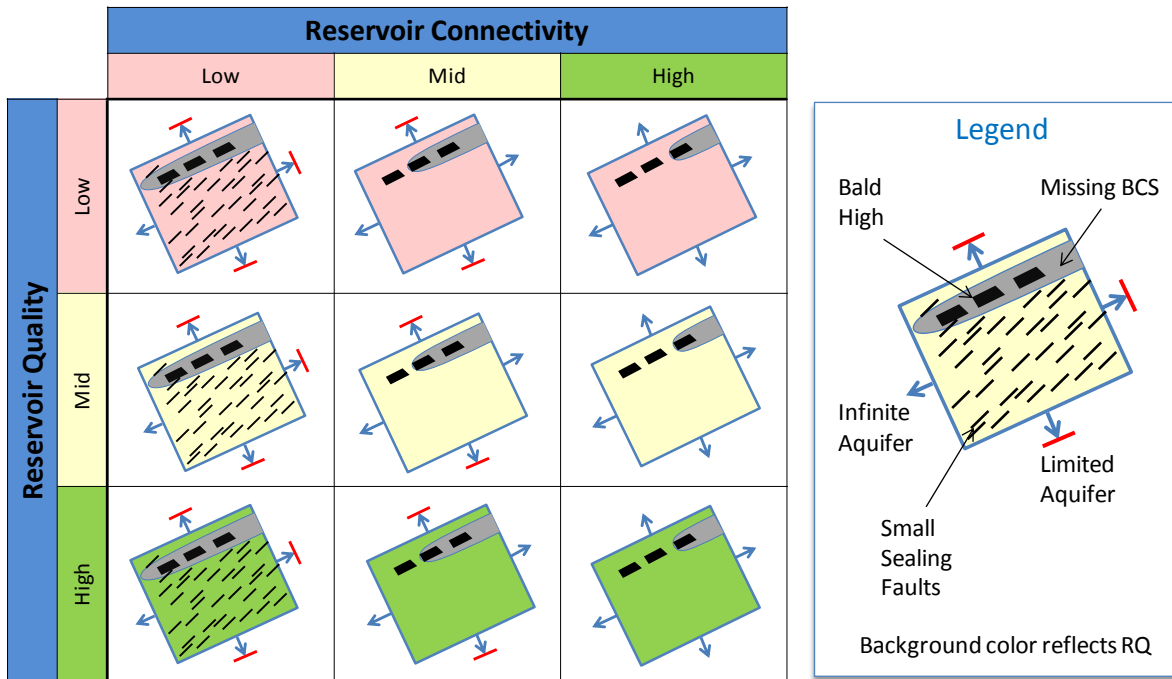 Reservoir Connectivity
Low
Mid
High
Reservoir Quality
Low
Mid
High
Legend
Bald
High
Missing BCS
Infinite
Aquifer
Limited
Aquifer
Small
Sealing
Faults
Background color reflects RQ